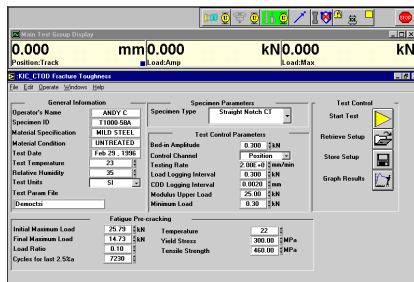 STOP
Main Test Group Display
0.000 mm 0.000 kN 0.000 kN
Position:Track Load:Amp Load:Max
:KIC_CTOD Fracture Toughness
File Edit Operate Windows Help
General Information
Operator's Name ANDY C
Specimen ID T1000-58A
Material Specification MILD STEEL
Material Condition UNTREATED
Test Date Feb 29, 1996
Test Temperature 23
Relative Humidity 35
Test Units SI
Test Param File
Democtsi
Specimen Parameters
Specimen Type Straight Notch CT
Test Control Parameters
Bed-in Amplitude 0.300 kN
Control Channel Position
Testing Rate 2.00E+0 mm/min
Load Logging Interval 0.300 kN
COD Logging Interval 0.0020 mm
Modulus Upper Load 25.00 kN
Minimum Load 0.30 kN
Test Control
Start Test
Retrieve Setup
Store Setup
Graph Results
Fatigue Pre-cracking
Initial Maximum Load 25.79 kN
Final Maximum Load 14.73 kN
Load Ratio 0.10
Cycles for last 2.5%a 7230
Temperature 22
Yield Stress 300.00 MPa
Tensile Strength 460.00 MPa